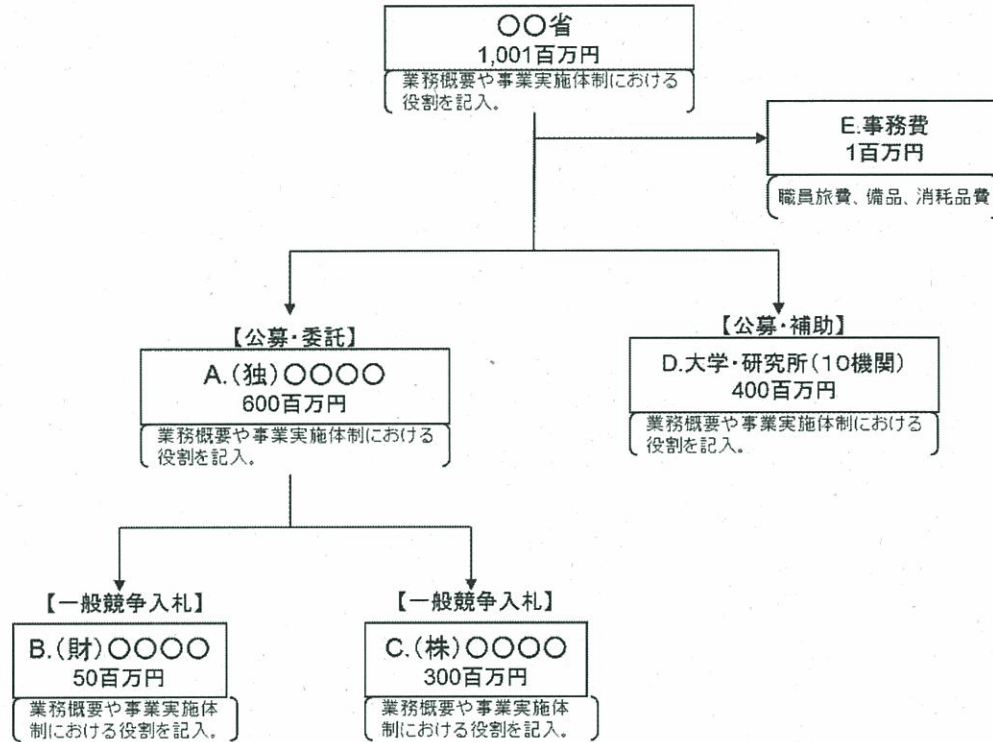 〇〇省
1,001百万円
業務概要や事業実施体制における
役割を記入。
E.事務費
1百万円
職員旅費、備品、消耗品費
【公募・委託】
A.(独)〇〇〇〇
600百万円
業務概要や事業実施体制における
役割を記入。
【公募・補助】
D.大学・研究所(10機関)
400百万円
業務概要や事業実施体制における
役割を記入。
【一般競争入札】
B.(財)〇〇〇〇
50百万円
業務概要や事業実施体
制における役割を記入。
【一般競争入札】
C.(株)〇〇〇〇
300百万円
業務概要や事業実施体
制における役割を記入。